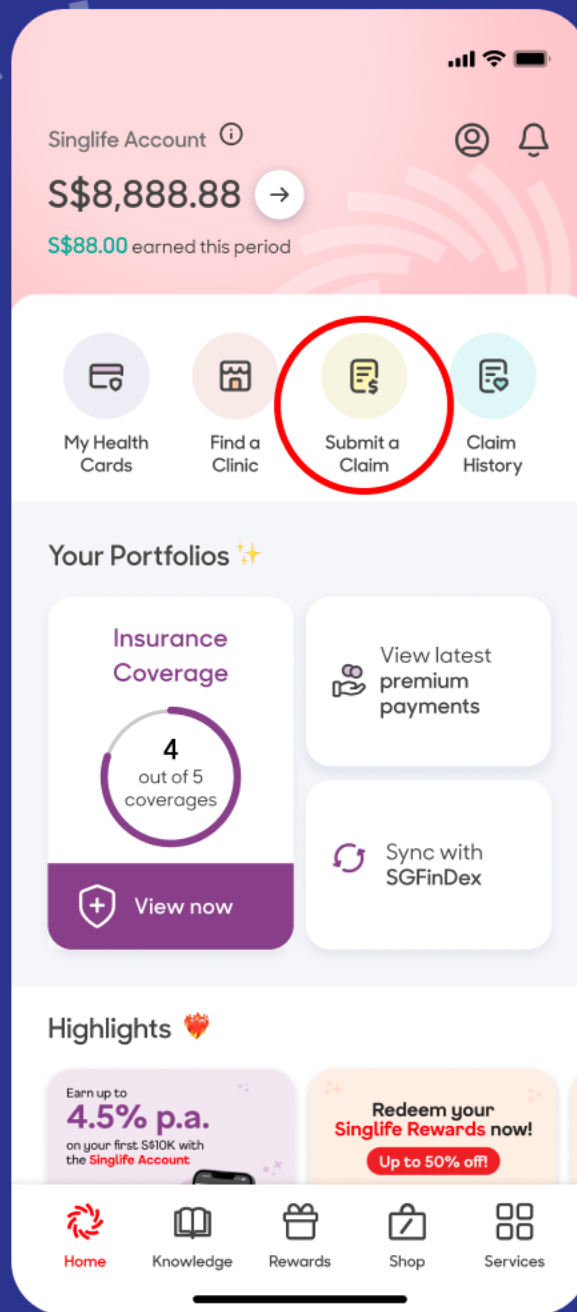 Singlife Account
S$8,888.88
S$88.00 earned this period
My Health
Cards
Find a
Clinic
Submit a
Claim
Claim
History
Your Portfolios
Insurance
Coverage
4
out of 5
coverages
View now
View latest
premium
payments
Sync with
SGFinDex
Highlights
Earn up to
4.5% p.a.
on your first S$10K with
the Singlife Account
Redeem your
Singlife Rewards now!
Up to 50% off!
Home
Knowledge
Rewards
Shop
Services